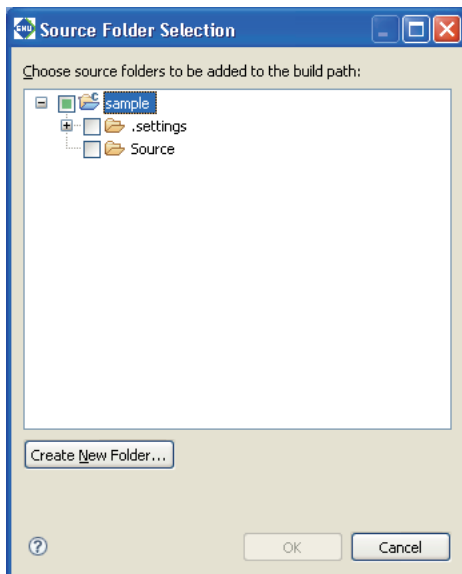 GNU Source Folder Selection
Choose source folders to be added to the build path:
sample
.settings
Source
Create New Folder...
OK
Cancel